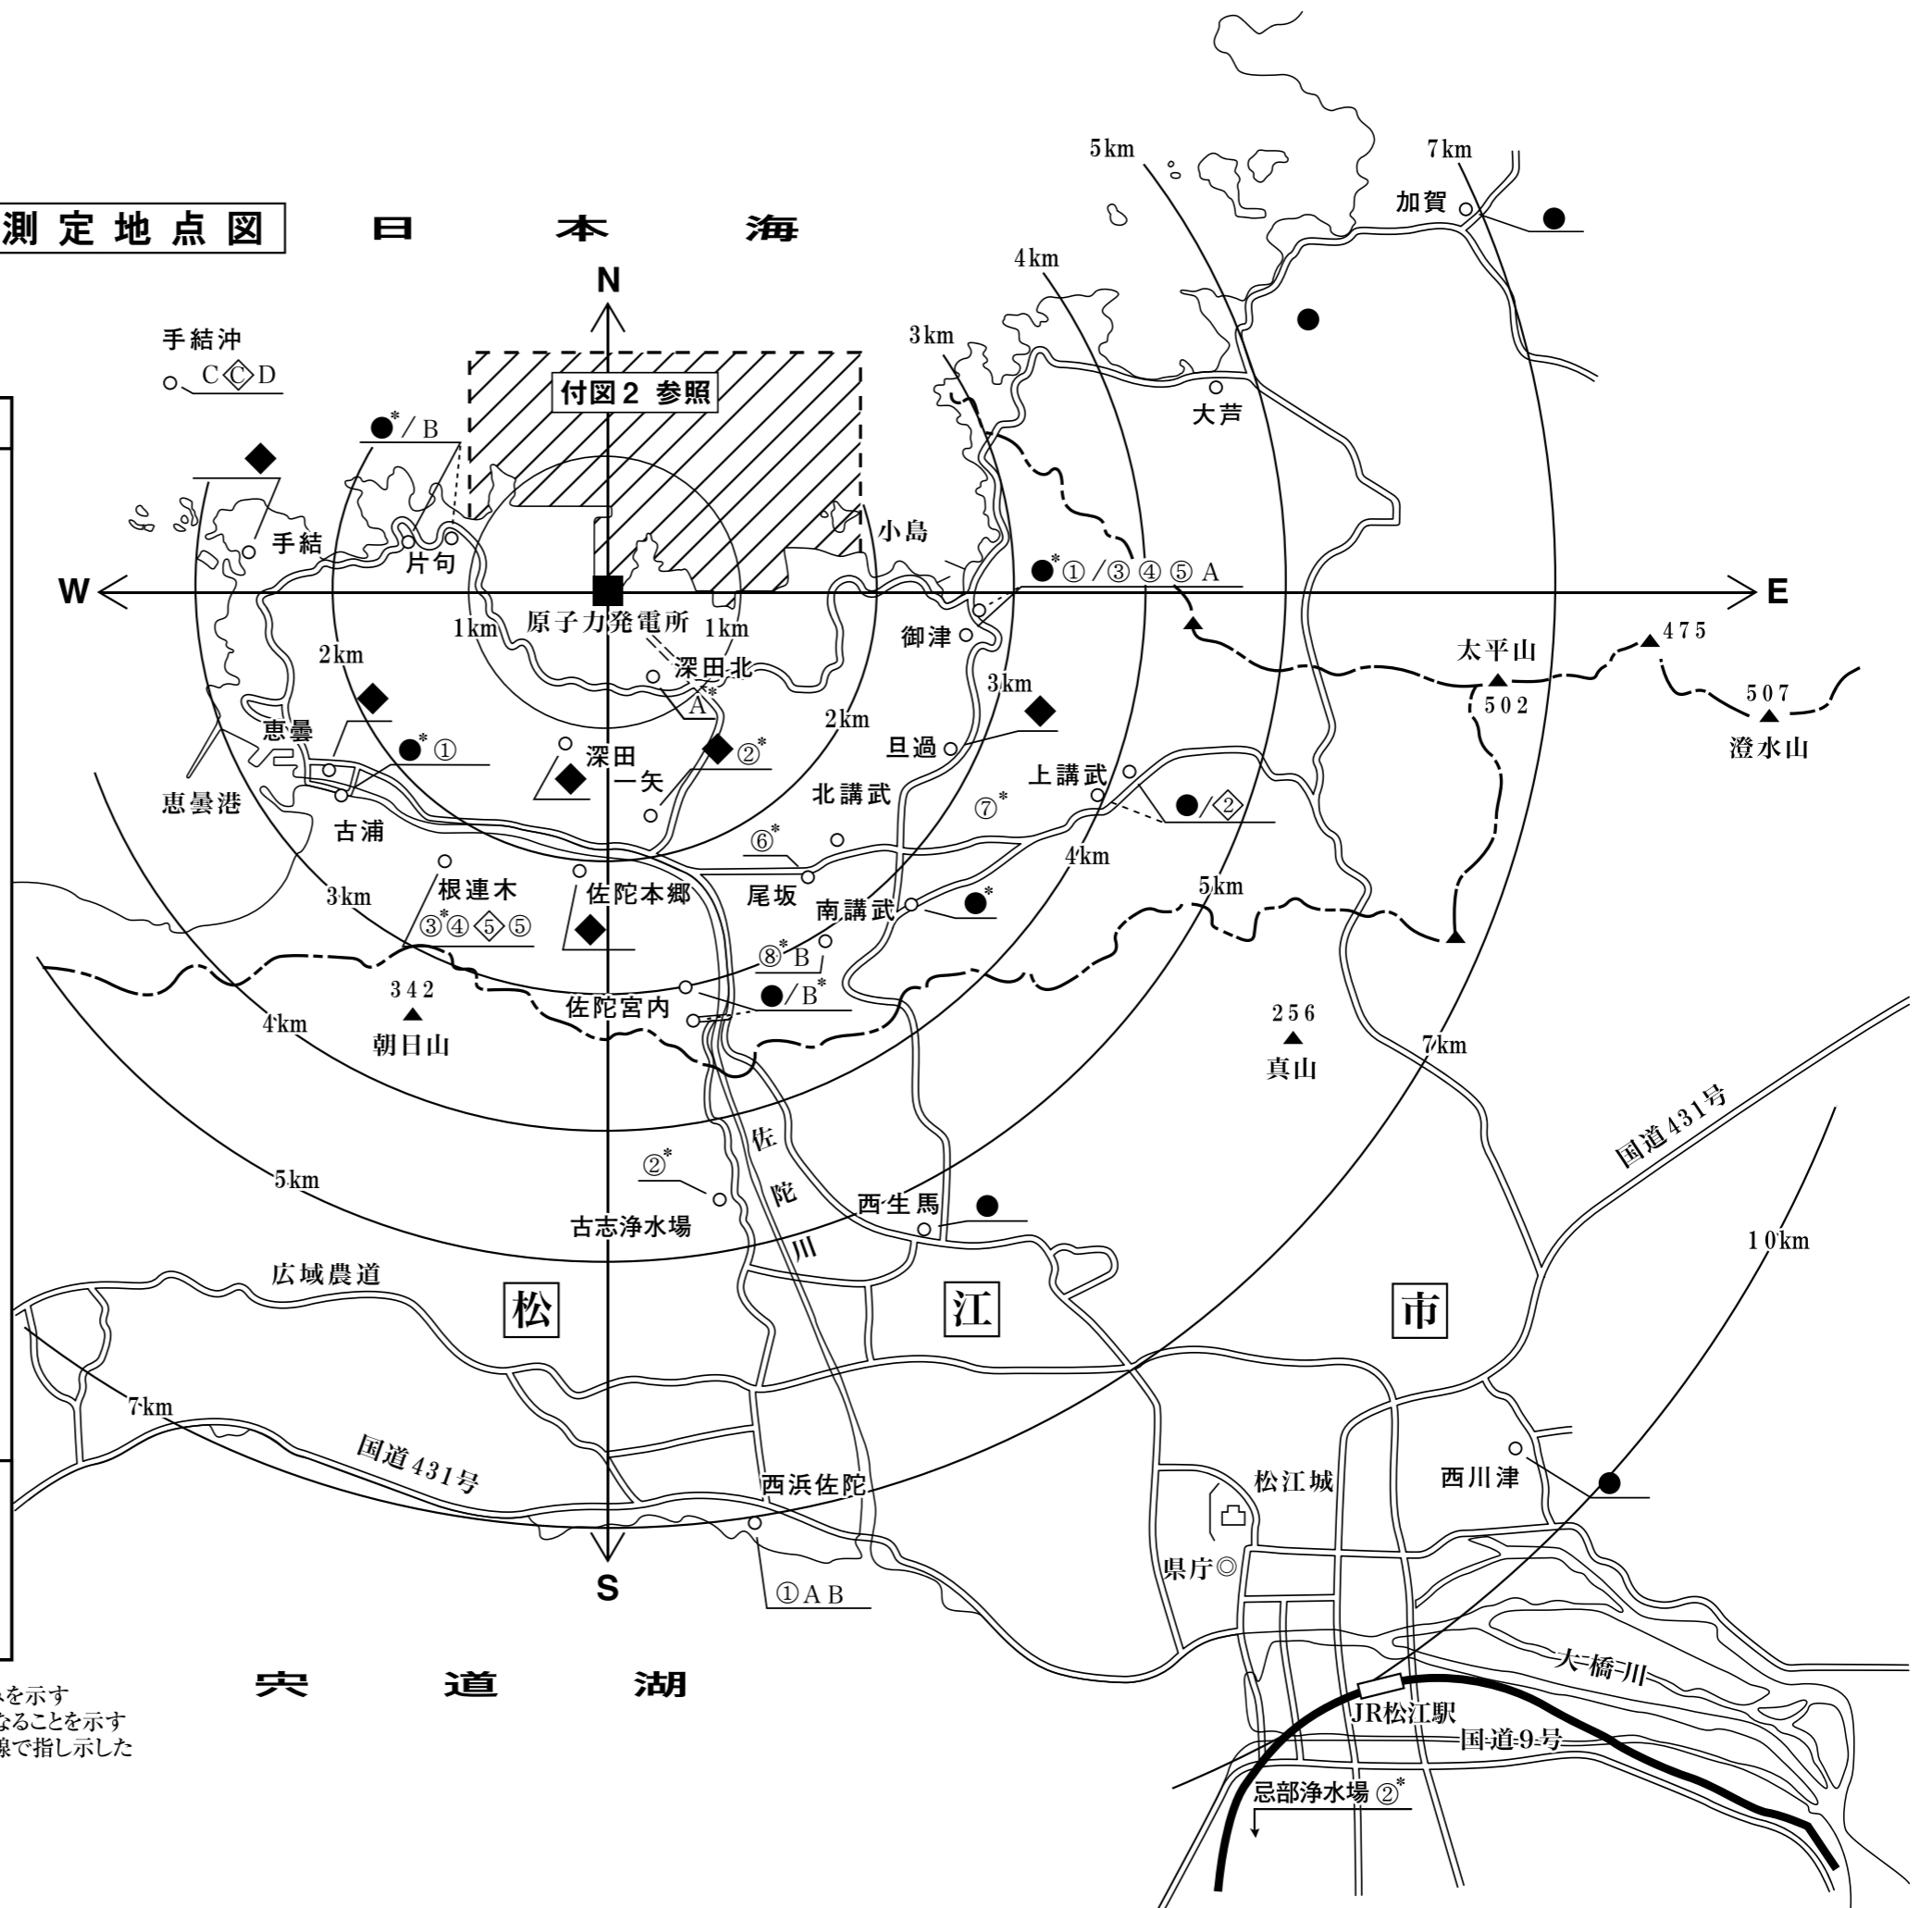 測定地点図
日本海
N
5km
7km
加賀
●
4km
3km
●
手結沖
C Ⓒ D
付図2 参照
大芦
●*/B
◆
手結
片句
小島
●*①/③④⑤A
W
E
原子力発電所
1km
1km
御津
2km
深田北
A*
3km
◆
太平山
475
502
507
澄水山
◆
恵曇
●*①
2km
旦過
深田
◆
一矢
◆②*
上講武
恵曇港
古浦
北講武
⑦*
●/②
⑥*
4km
3km
根連木
③*④⑤⑤
佐陀本郷
◆
尾坂
南講武
●*
5km
⑧*B
342
朝日山
佐陀宮内
●/B*
256
真山
4km
7km
国道431号
佐陀川
②*
5km
古志浄水場
西生馬
●
10km
広域農道
松
江
市
7km
国道431号
西浜佐陀
松江城
西川津
●
県庁◎
S
①AB
宍道湖
大橋川
を示す
なることを示す
線で指し示した
JR松江駅
国道9号
忌部浄水場②*